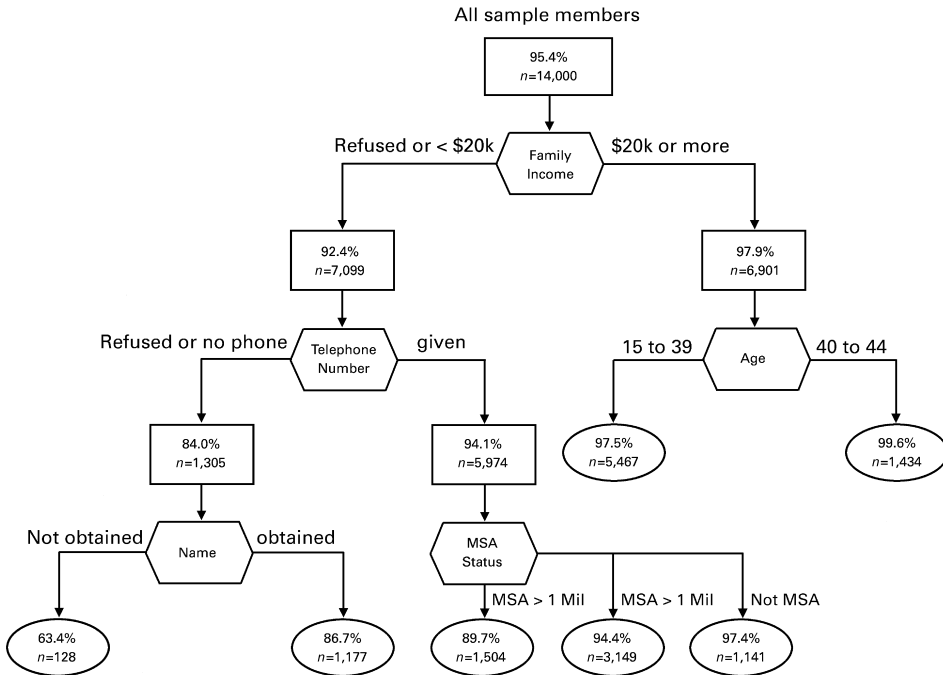 All sample members
95.4%
n=14,000
Refused or < $20k
Family
Income
$20k or more
92.4%
n=7,099
97.9%
n=6,901
Refused or no phone
Telephone
Number
given
15 to 39
Age
40 to 44
84.0%
n=1,305
94.1%
n=5,974
97.5%
n=5,467
99.6%
n=1,434
Not obtained
Name
obtained
MSA
Status
MSA > 1 Mil
MSA > 1 Mil
Not MSA
63.4%
n=128
86.7%
n=1,177
89.7%
n=1,504
94.4%
n=3,149
97.4%
n=1,141